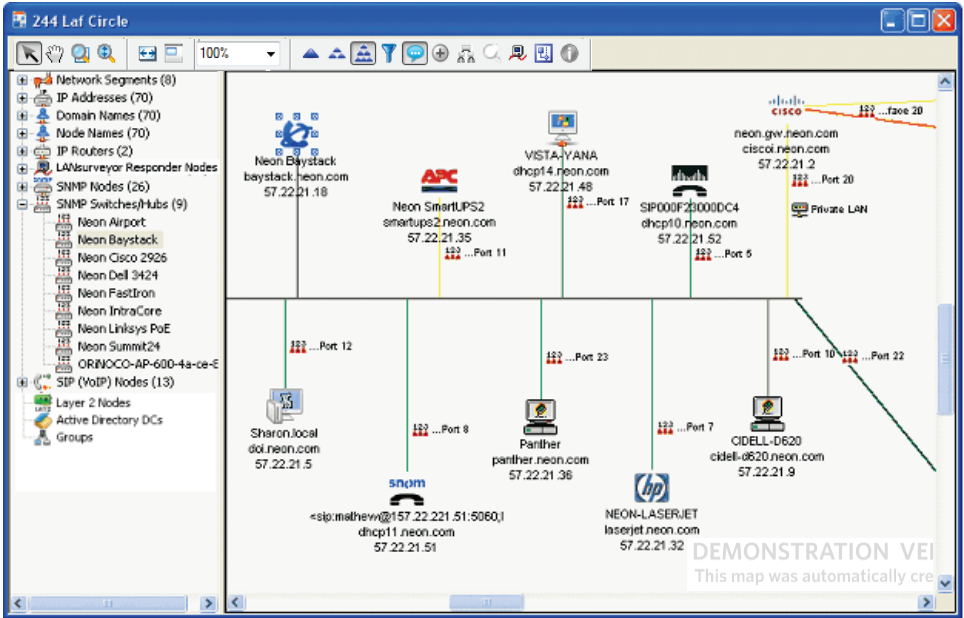 244 Laf Circle
100%
Network Segments (8)
IP Addresses (70)
Domain Names (70)
Node Names (70)
IP Routers (2)
LANsurveyor Responder Nodes
SNMP Nodes (26)
SNMP Switches/Hubs (9)
Neon Airport
Neon Baystack
Neon Cisco 2926
Neon Dell 3424
Neon FastIron
Neon IntraCore
Neon Linksys PoE
Neon Summit24
ORiNOCO-AP-600-4a-ce-
SIP (VoIP) Nodes (13)
Layer 2 Nodes
Active Directory DCs
Groups
Neon Baystack
baystack.neon.com
57.22.21.18
APC
Neon SmartUPS2
smartups2.neon.com
57.22.21.35
...Port 11
VISTA-YANA
dhcp14.neon.com
57.22.21.48
...Port 17
SIP000F23000DC4
dhcp10.neon.com
57.22.21.52
...Port 5
CISCO
...face 20
neon.gw.neon.com
ciscoi.neon.com
57.22.21.2
...Port 20
Private LAN
...Port 12
Sharon.local
doi.neon.com
57.22.21.5
...Port 8
snom
<sip:mathew@157.22.221.51:5060;l
dhcp11.neon.com
57.22.21.51
...Port 23
Panther
panther.neon.com
57.22.21.36
...Port 7
hp
NEON-LASERJET
laserjet.neon.com
57.22.21.32
...Port 10
CIDELL-D620
cidell-d620.neon.com
57.22.21.9
...Port 22
DEMONSTRATION VE
This map was automatically cre